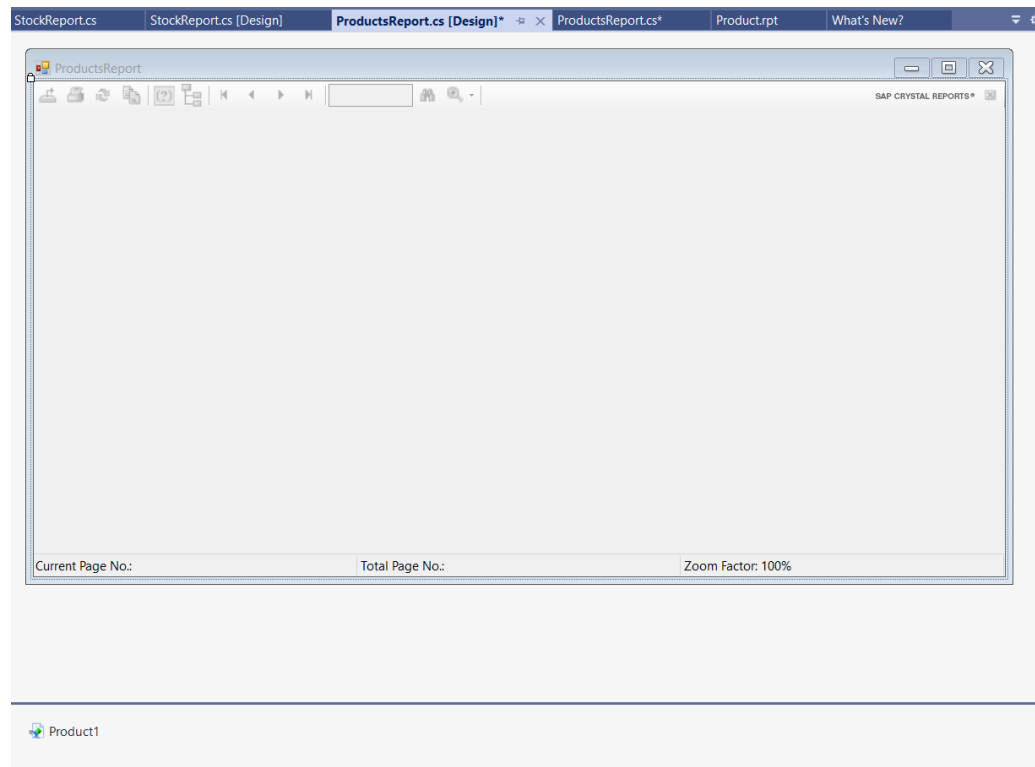 StockReport.cs StockReport.cs [Design] ProductsReport.cs [Design]* ProductsReport.cs* Product.rpt What's New?
ProductsReport
(?) SAP CRYSTAL REPORTS®
Current Page No.: Total Page No.: Zoom Factor: 100%
Product1